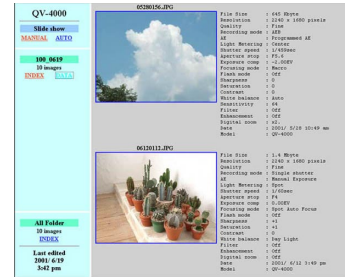 QV-4000
Slide show
MANUAL AUTO
100_0619
10 images
INDEX DATA
All Folder
10 images
INDEX
Last edited
2001/ 6/19
3:42 pm
05280156.JPG
File Size : 645 Kbyte
Resolution : 2240 x 1680 pixels
Quality : Fine
Recording mode : AEB
AE : Programmed AE
Light Metering : Center
Shutter speed : 1/489sec
Aperture stop : F5.6
Exposure comp : -2.00EV
Focusing mode : Macro
Flash mode : Off
Sharpness : 0
Saturation : 0
Contrast : 0
White balance : Auto
Sensitivity : 64
Filter : Off
Enhancement : Off
Digital zoom : x2.
Date : 2001/ 5/28 10:49 am
Model : QV-4000
06120112.JPG
File Size : 1.4 Mbyte
Resolution : 2240 x 1680 pixels
Quality : Fine
Recording mode : Single shutter
AE : Manual Exposure
Light Metering : Spot
Shutter speed : 1/60sec
Aperture stop : F4
Exposure comp : 0.00EV
Focusing mode : Spot Auto Focus
Flash mode : Off
Sharpness : +1
Saturation : +1
Contrast : 0
White balance : Day Light
Filter : Off
Enhancement : Off
Digital zoom : Off
Date : 2001/ 6/12 3:49 pm
Model : QV-4000